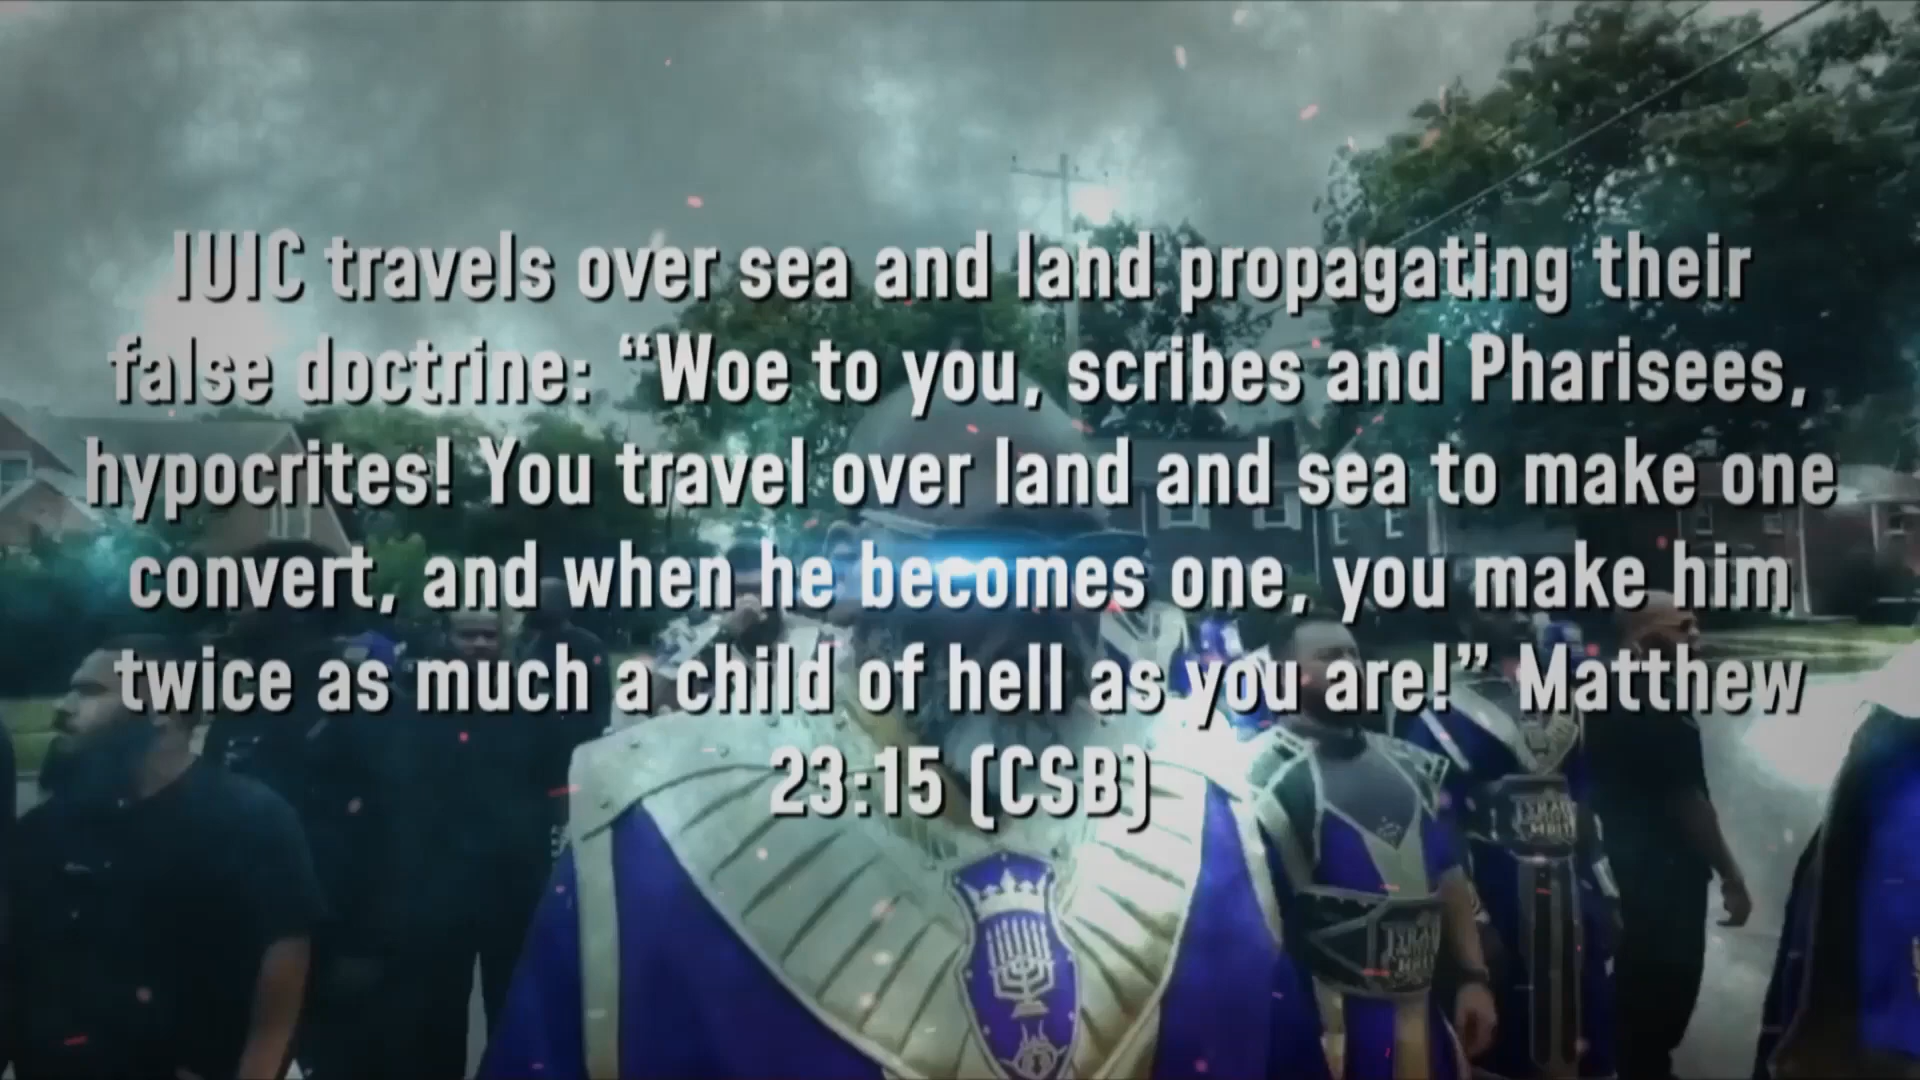 IUIC travels over sea and land propagating their
false doctrine: “Woe to you, scribes and Pharisees,
hypocrites! You travel over land and sea to make one
convert, and when he becomes one, you make him
twice as much a child of hell as you are!” Matthew
23:15 (CSB)